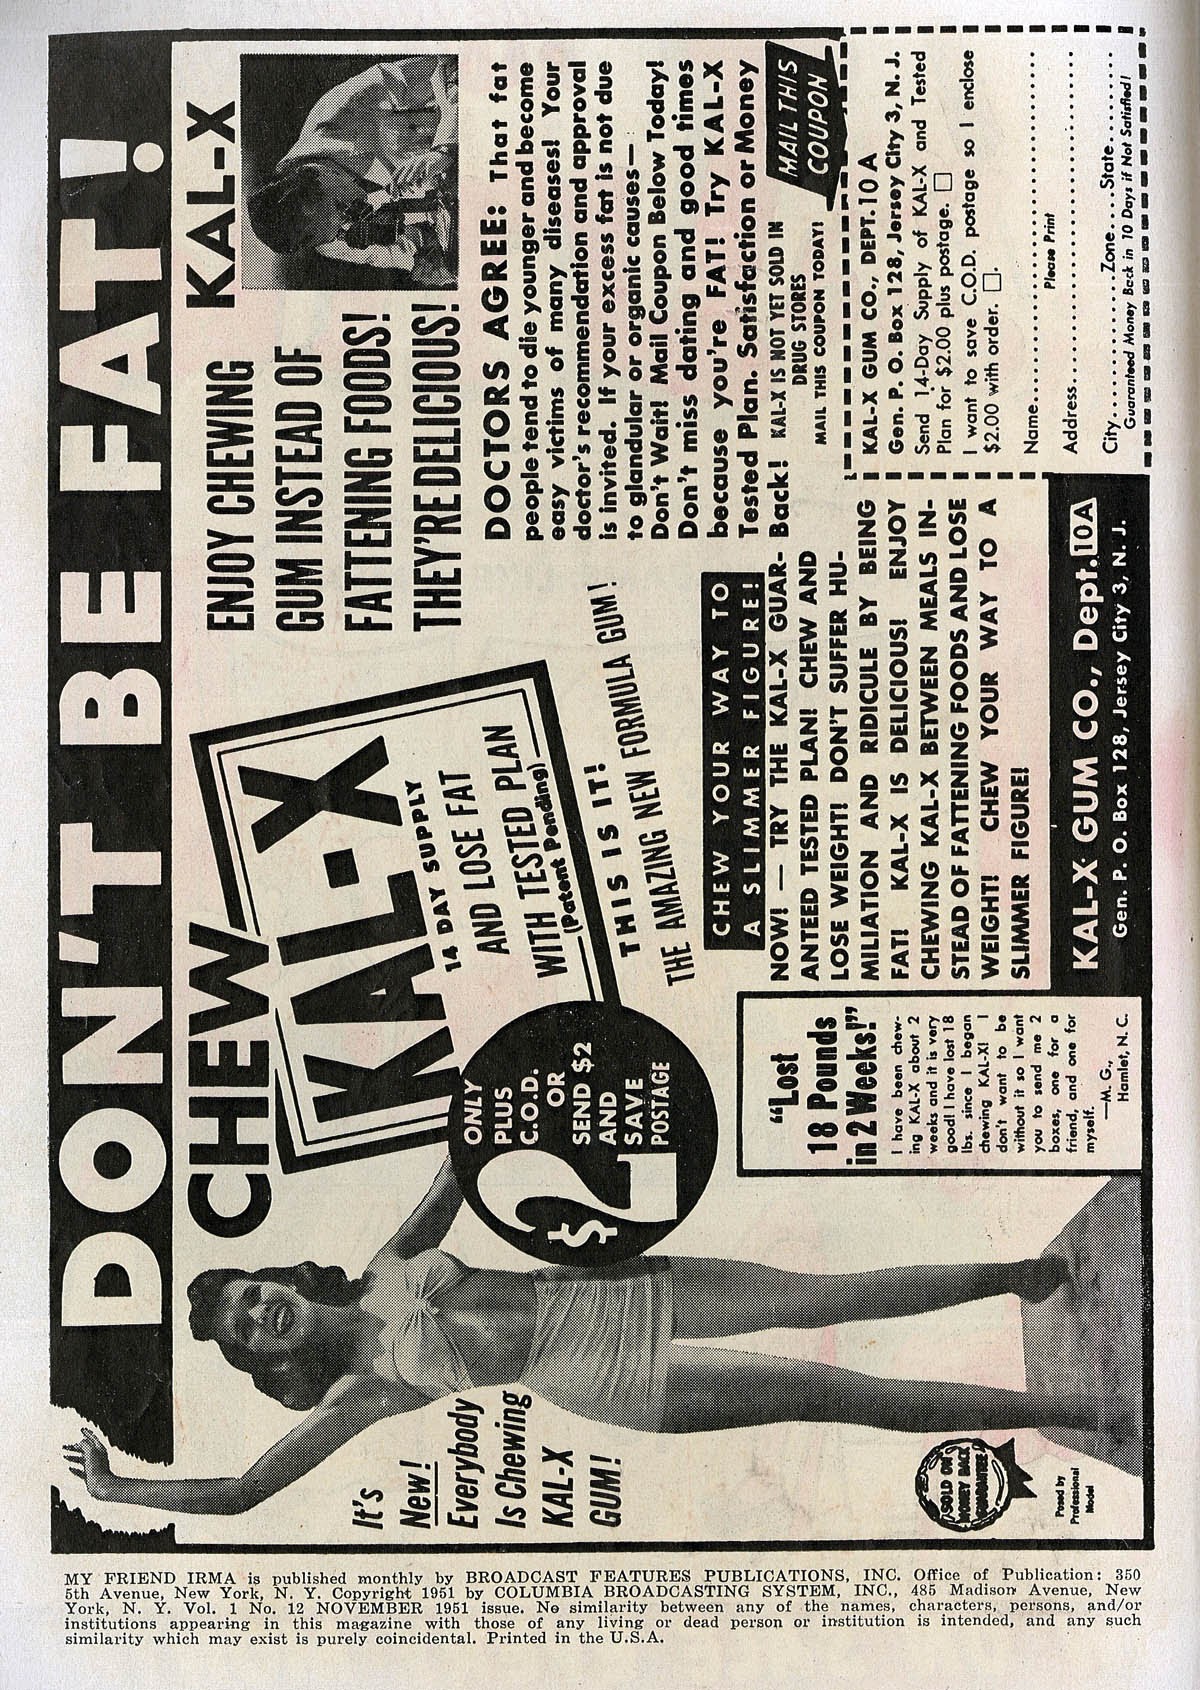 DON'T BE FAT!
CHEW
KAL-X
14 DAY SUPPLY
AND LOSE FAT
WITH TESTED PLAN
(Patent Pending)
THIS IS IT!
THE AMAZING NEW FORMULA GUM!
ONLY
$2
PLUS
C.O.D.
OR
SEND $2
AND
SAVE
POSTAGE
It's
New!
Everybody
Is Chewing
KAL-X
GUM!
SOLD ON
MONEY BACK
GUARANTEE
Posed by
Professional
Model
"Lost
18 Pounds
in 2 Weeks!"
I have been chew-
ing KAL-X about 2
weeks and it is very
good! I have lost 18
lbs. since I began
chewing KAL-X! I
don't want to be
without it so I want
you to send me 2
boxes, one for a
friend, and one for
myself.
—M. G.,
Hamlet, N. C.
ENJOY CHEWING
GUM INSTEAD OF
FATTENING FOODS!
THEY'RE DELICIOUS!
KAL-X
CHEW YOUR WAY TO
A SLIMMER FIGURE!
NOW! — TRY THE KAL-X GUAR-
ANTEED TESTED PLAN! CHEW AND
LOSE WEIGHT! DON'T SUFFER HU-
MILIATION AND RIDICULE BY BEING
FAT! KAL-X IS DELICIOUS! ENJOY
CHEWING KAL-X BETWEEN MEALS IN-
STEAD OF FATTENING FOODS AND LOSE
WEIGHT! CHEW YOUR WAY TO A
SLIMMER FIGURE!
KAL-X GUM CO., Dept. 10A
Gen. P. O. Box 128, Jersey City 3, N. J.
DOCTORS AGREE: That fat
people tend to die younger and become
easy victims of many diseases! Your
doctor's recommendation and approval
is invited. If your excess fat is not due
to glandular or organic causes—
Don't Wait! Mail Coupon Below Today!
Don't miss dating and good times
because you're FAT! Try KAL-X
Tested Plan. Satisfaction or Money
Back!
KAL-X IS NOT YET SOLD IN
DRUG STORES
MAIL THIS COUPON TODAY!
MAIL THIS
COUPON
KAL-X GUM CO., DEPT. 10 A
Gen. P. O. Box 128, Jersey City 3, N. J.
Send 14-Day Supply of KAL-X and Tested
Plan for $2.00 plus postage. □
I want to save C.O.D. postage so I enclose
$2.00 with order. □.
Name
Please Print
Address
City Zone State
Guaranteed Money Back in 10 Days if Not Satisfied!
MY FRIEND IRMA is published monthly by BROADCAST FEATURES PUBLICATIONS, INC. Office of Publication: 350
5th Avenue, New York, N. Y. Copyright 1951 by COLUMBIA BROADCASTING SYSTEM, INC., 485 Madison Avenue, New
York, N. Y. Vol. 1 No. 12 NOVEMBER 1951 issue. No similarity between any of the names, characters, persons, and/or
institutions appearing in this magazine with those of any living or dead person or institution is intended, and any such
similarity which may exist is purely coincidental. Printed in the U.S.A.